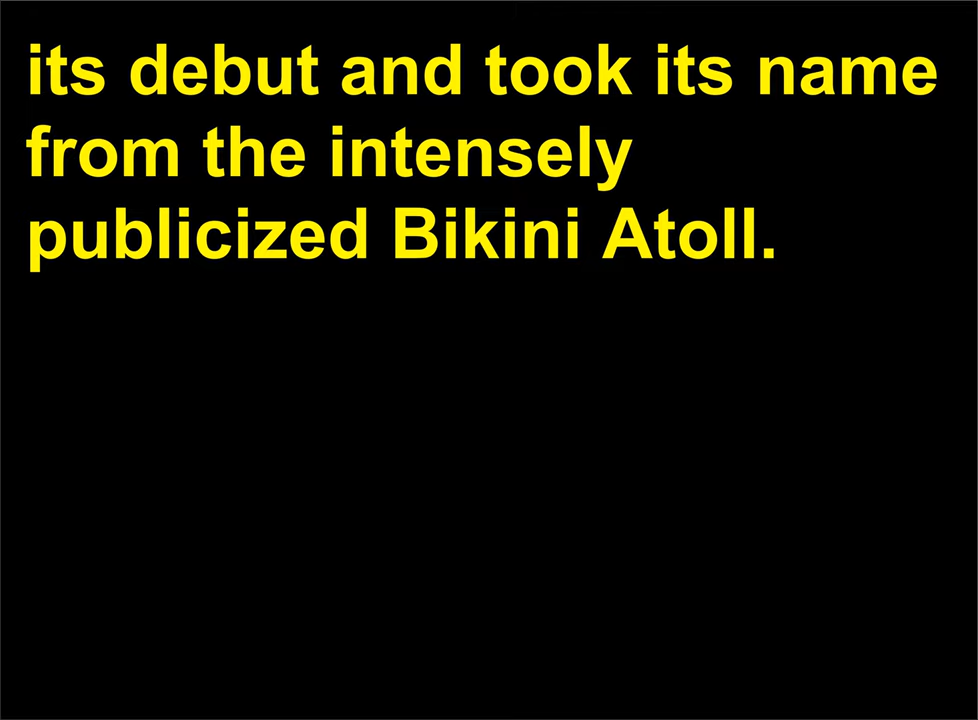 its debut and took its name
from the intensely
publicized Bikini Atoll.